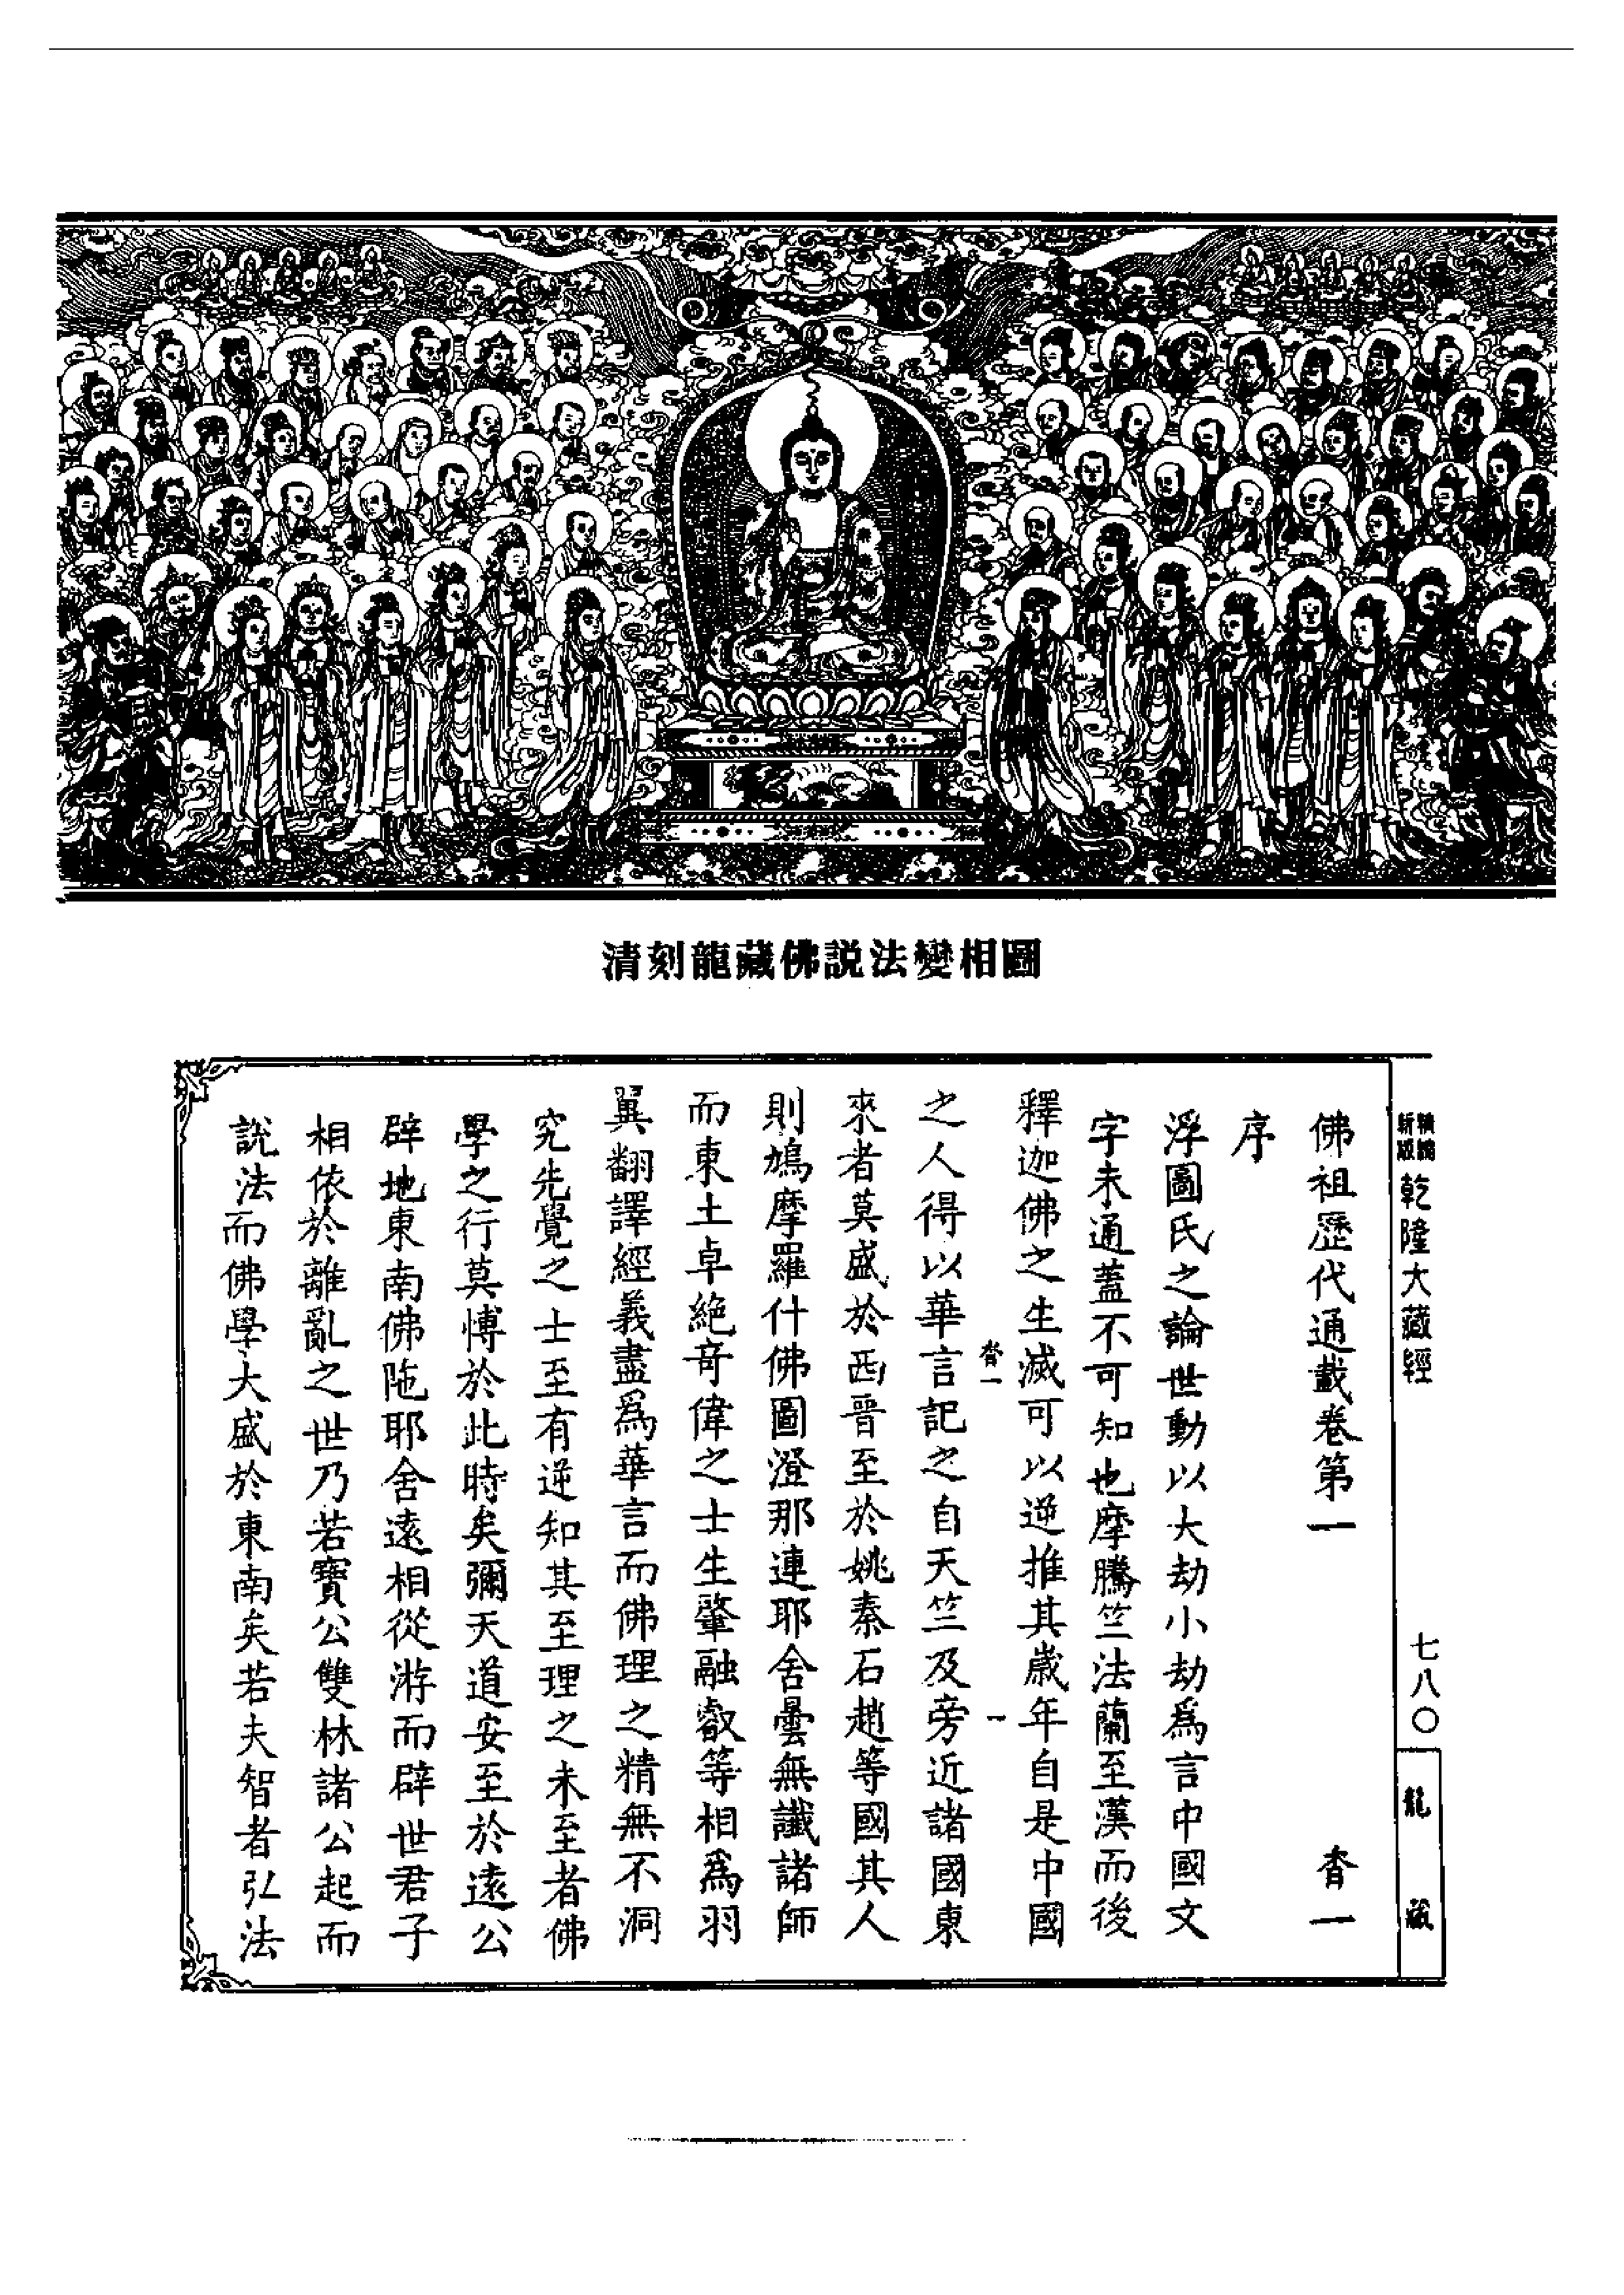 清刻龍藏佛説法變相圖
新版
乾隆大藏經
七八〇
龍藏
佛祖歷代通載卷第一
沓一
序
浮圖氏之論世動以大劫小劫爲言中國文
字未通蓋不可知也摩騰竺法蘭至漢而後
釋迦佛之生滅可以逆推其歲年自是中國
沓一
一
之人得以華言記之自天竺及旁近諸國東
來者莫盛於西晉至於姚秦石趙等國其人
則鳩摩羅什佛圖澄那連耶舍曇無讖諸師
而東土卓絶竒偉之士生肇融叡等相爲羽
翼翻譯經義盡爲華言而佛理之精無不洞
究先覺之士至有逆知其至理之未至者佛
學之行莫愽於此時矣彌天道安至於遠公
辟地東南佛陁耶舍遠相從游而辟世君子
相依於離亂之世乃若寶公雙林諸公起而
說法而佛學大盛於東南矣若夫智者弘法